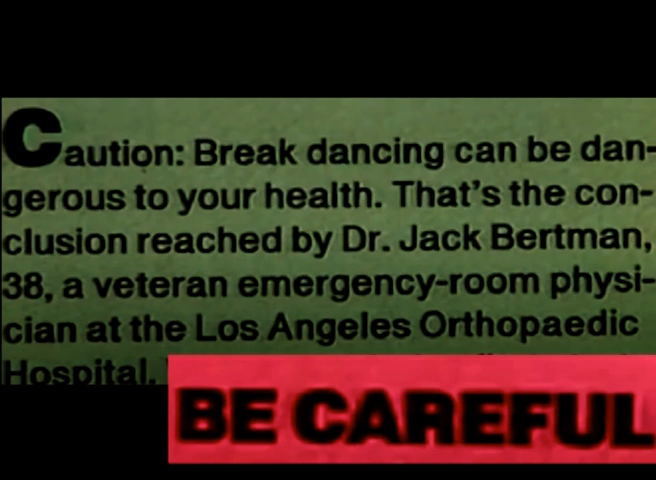 Caution: Break dancing can be dan-
gerous to your health. That's the con-
clusion reached by Dr. Jack Bertman,
38, a veteran emergency-room physi-
cian at the Los Angeles Orthopaedic
Hospital.
BE CAREFUL